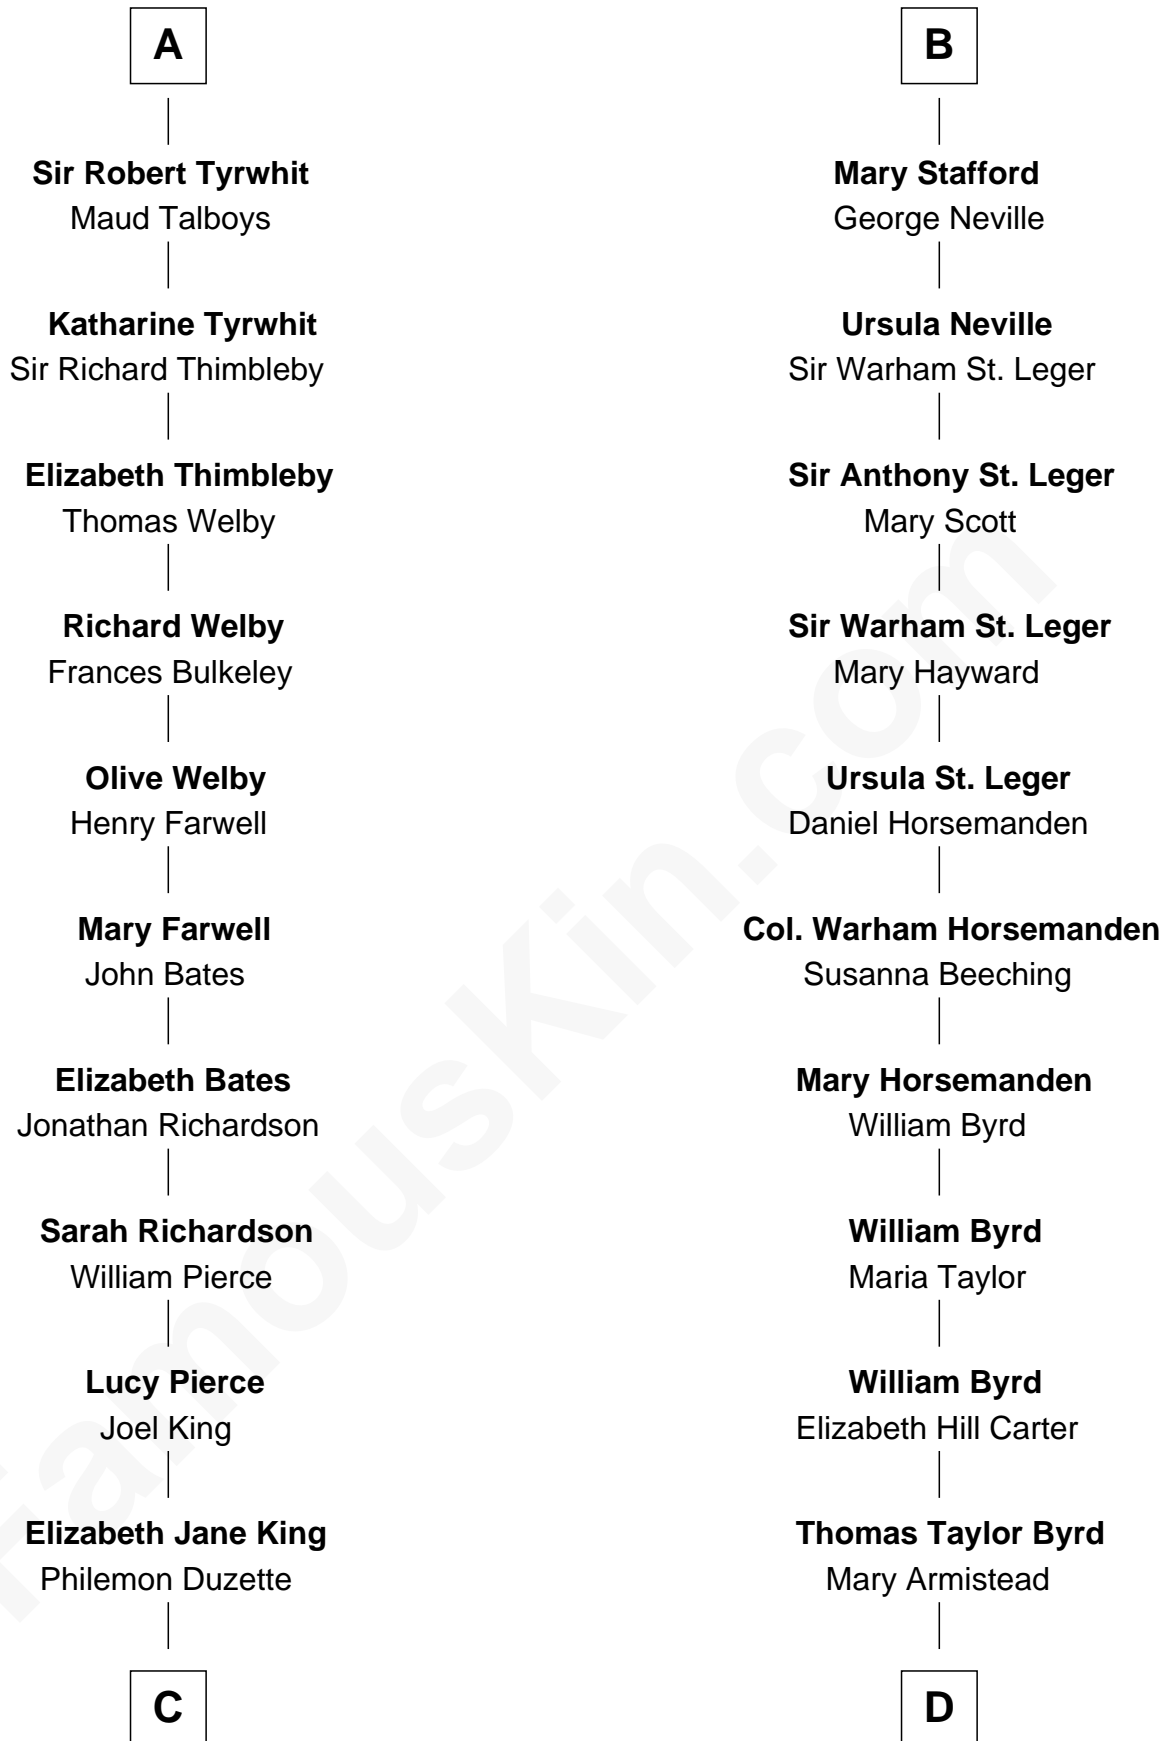 A
Sir Robert Tyrwhit
Maud Talboys
Katharine Tyrwhit
Sir Richard Thimbleby
Elizabeth Thimbleby
Thomas Welby
Richard Welby
Frances Bulkeley
Olive Welby
Henry Farwell
Mary Farwell
John Bates
Elizabeth Bates
Jonathan Richardson
Sarah Richardson
William Pierce
Lucy Pierce
Joel King
Elizabeth Jane King
Philemon Duzette
C
B
Mary Stafford
George Neville
Ursula Neville
Sir Warham St. Leger
Sir Anthony St. Leger
Mary Scott
Sir Warham St. Leger
Mary Hayward
Ursula St. Leger
Daniel Horsemanden
Col. Warham Horsemanden
Susanna Beeching
Mary Horsemanden
William Byrd
William Byrd
Maria Taylor
William Byrd
Elizabeth Hill Carter
Thomas Taylor Byrd
Mary Armistead
D
FamousKin.com